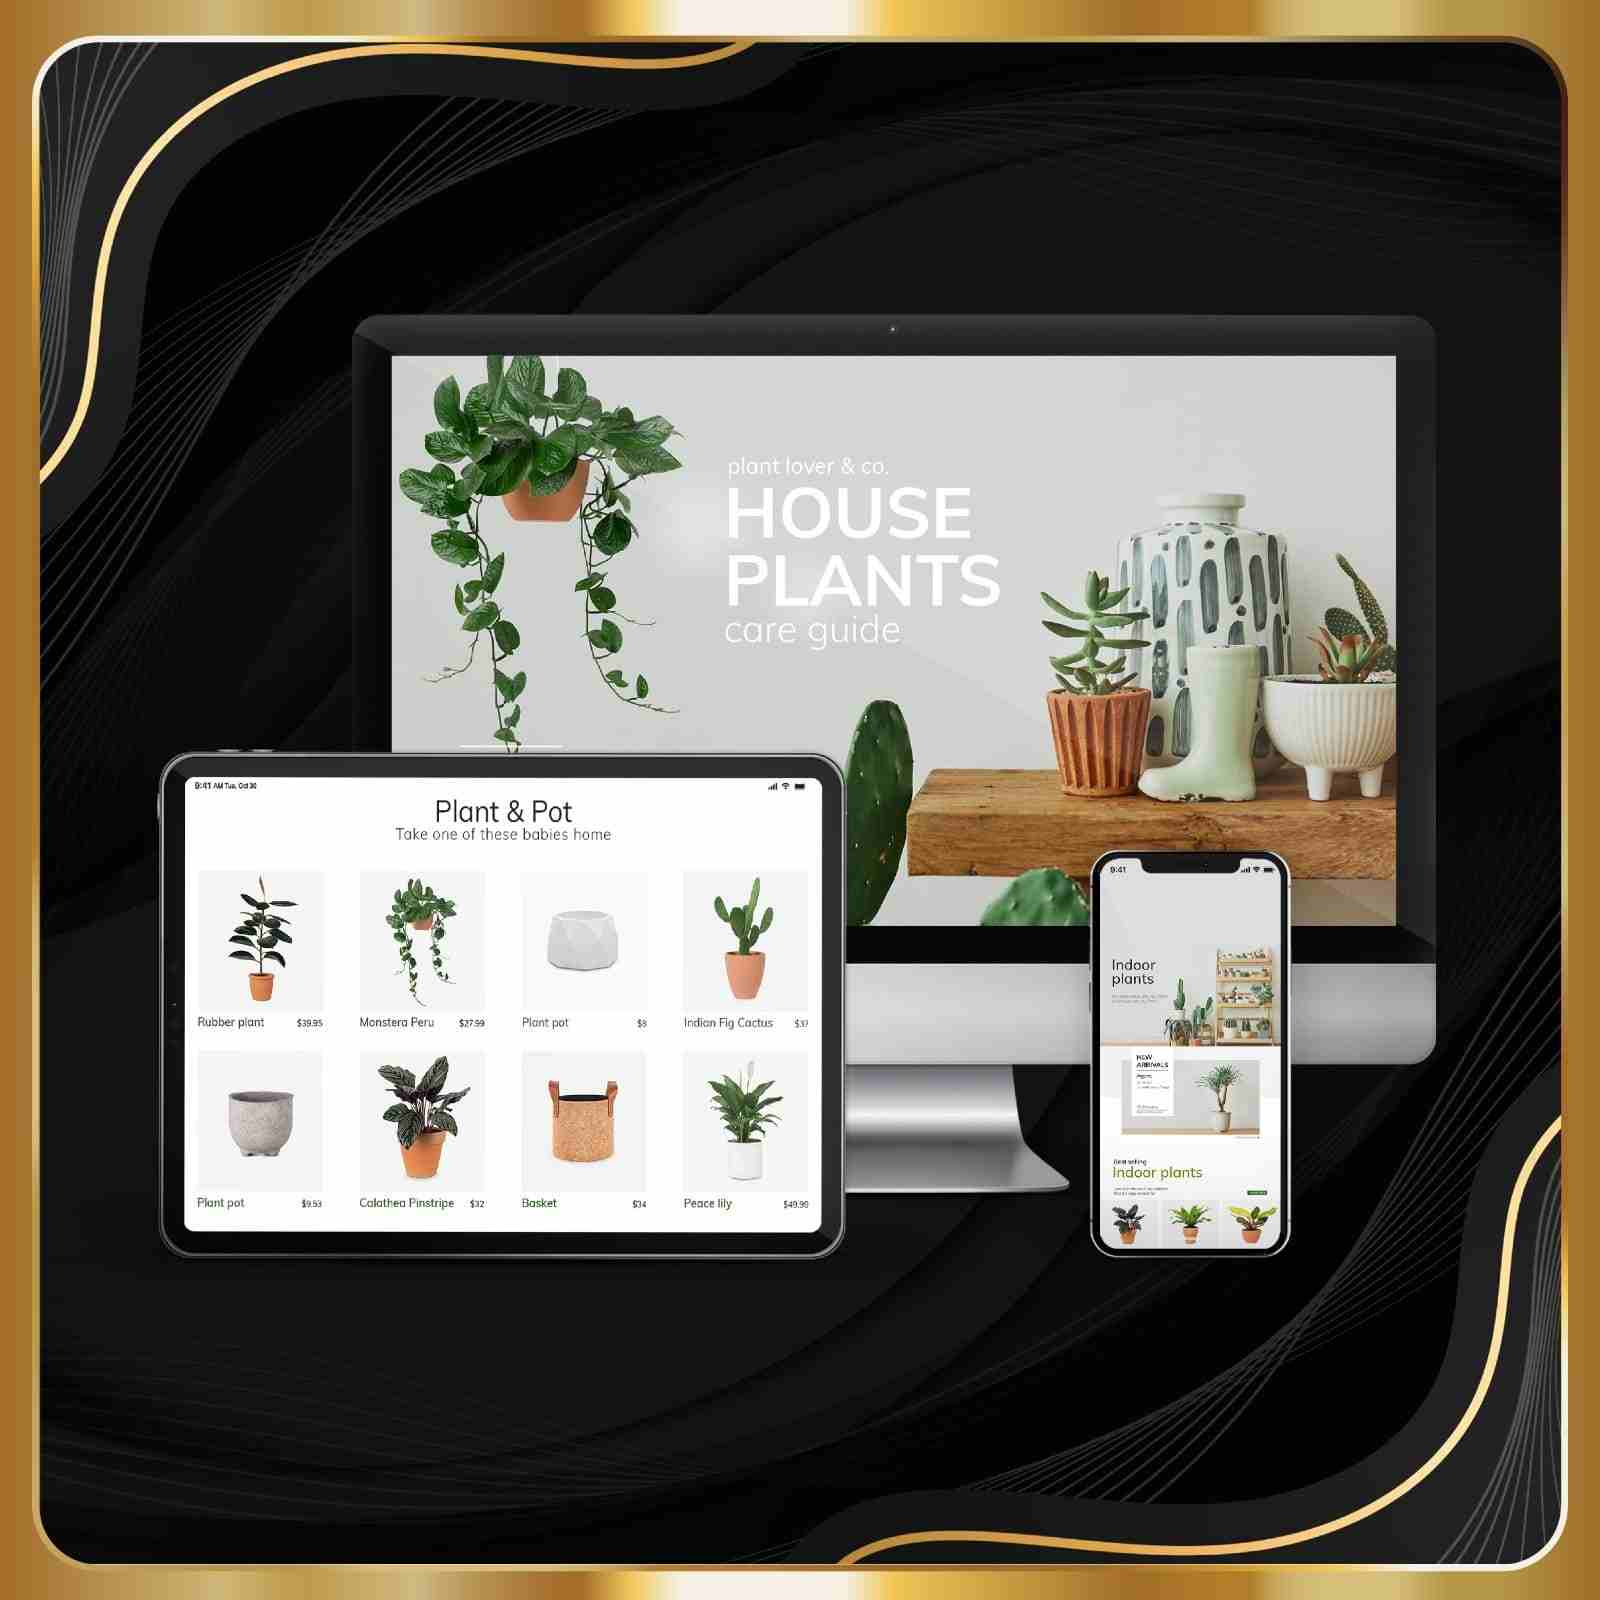 plant lover & co.
HOUSE
PLANTS
care guide
9:41 AM Tue, Oct 30
Plant & Pot
Take one of these babies home
Rubber plant $39.95
Monstera Peru $27.99
Plant pot $8
Indian Fig Cactus $37
Plant pot $9.53
Calathea Pinstripe $32
Basket $34
Peace lily $49.99
9:41
Indoor
plants
NEW
ARRIVALS
Best selling
Indoor plants